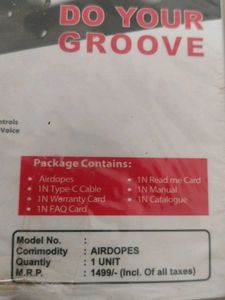 DO YOUR
GROOVE
ntrols
Voice
Package Contains:
• Airdopes
• 1N Type-C Cable
• 1N Warranty Card
• 1N FAQ Card
• 1N Read me Card
• 1N Manual
• 1N Catalogue
Model No. :
Commodity : AIRDOPES
Quantiy : 1 UNIT
M.R.P. : 1499/- (Incl. Of all taxes)